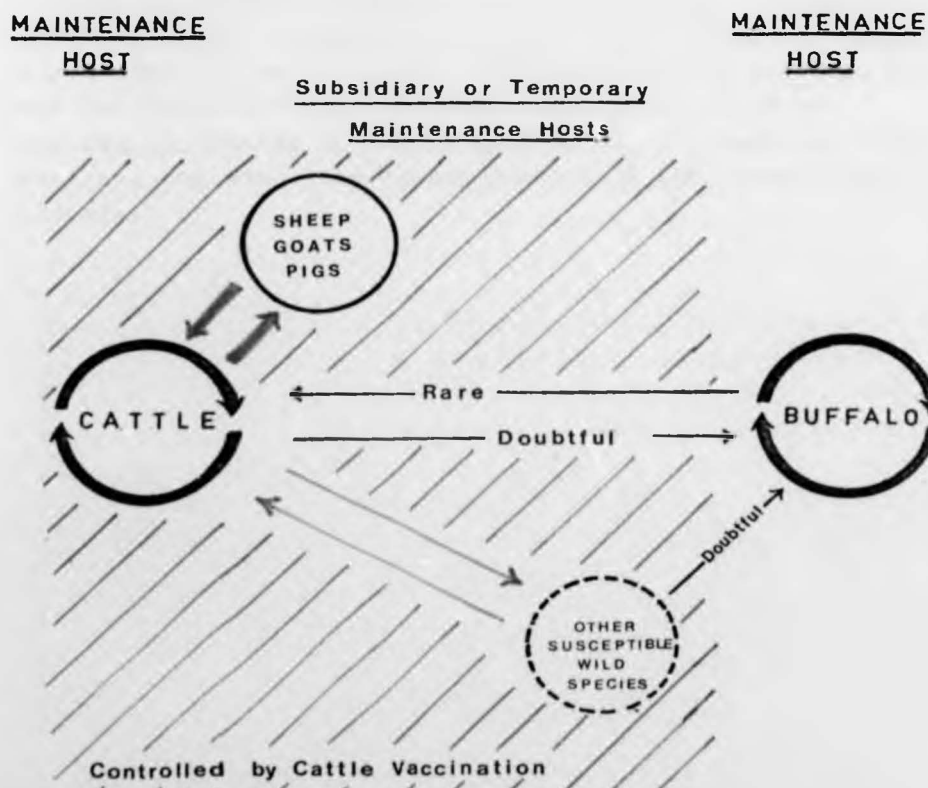 MAINTENANCE
HOST
MAINTENANCE
HOST
Subsidiary or Temporary
Maintenance Hosts
SHEEP
GOATS
PIGS
CATTLE
Rare
Doubtful
BUFFALO
Doubtful
OTHER
SUSCEPTIBLE
WILD
SPECIES
Controlled by Cattle Vaccination